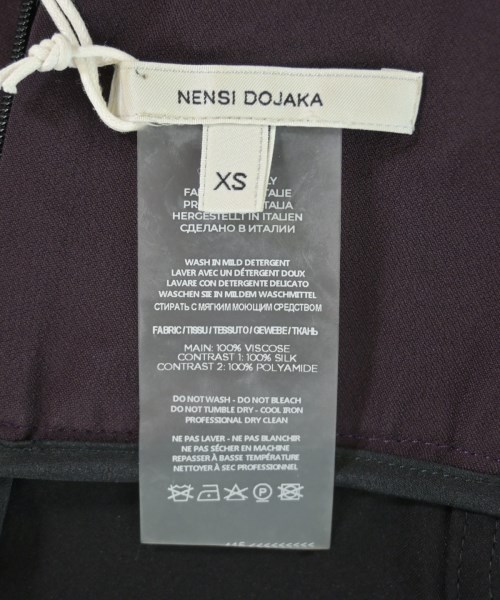 NENSI DOJAKA
XS
HERGESTELLT IN ITALIEN
СДЕЛАНО В ИТАЛИИ
WASH IN MILD DETERGENT
LAVER AVEC UN DÉTERGENT DOUX
LAVARE CON DETERGENTE DELICATO
WASCHEN SIE IN MILDEM WASCHMITTEL
СТИРАТЬ С МЯГКИМ МОЮЩИМ СРЕДСТВОМ
FABRIC / TISSU / TESSUTO / GEWEBE / ТКАНЬ
MAIN: 100% VISCOSE
CONTRAST 1: 100% SILK
CONTRAST 2: 100% POLYAMIDE
DO NOT WASH - DO NOT BLEACH
DO NOT TUMBLE DRY - COOL IRON
PROFESSIONAL DRY CLEAN
NE PAS LAVER - NE PAS BLANCHIR
NE PAS SÉCHER EN MACHINE
REPASSER À BASSE TEMPÉRATURE
NETTOYER À SEC PROFESSIONNEL